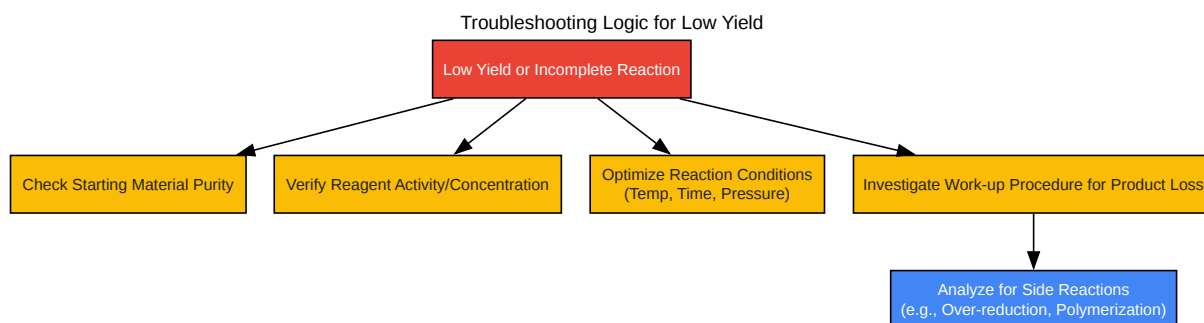 Troubleshooting Logic for Low Yield
Low Yield or Incomplete Reaction
Check Starting Material Purity
Verify Reagent Activity/Concentration
Optimize Reaction Conditions
(Temp, Time, Pressure)
Investigate Work-up Procedure for Product Loss
Analyze for Side Reactions
(e.g., Over-reduction, Polymerization)